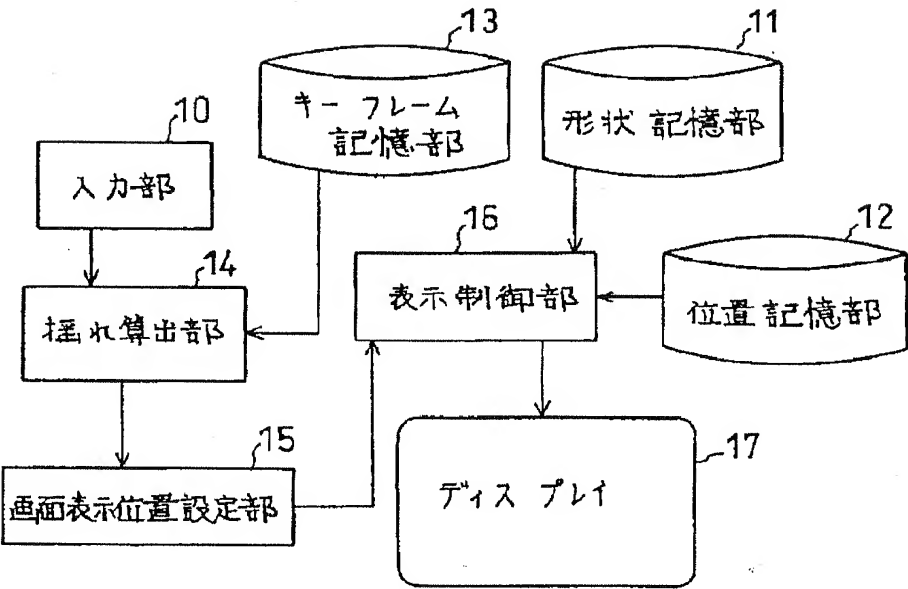 13
キーフレーム
記憶部
11
形状記憶部
10
入力部
16
表示制御部
12
位置記憶部
14
揺れ算出部
15
画面表示位置設定部
17
ディスプレイ